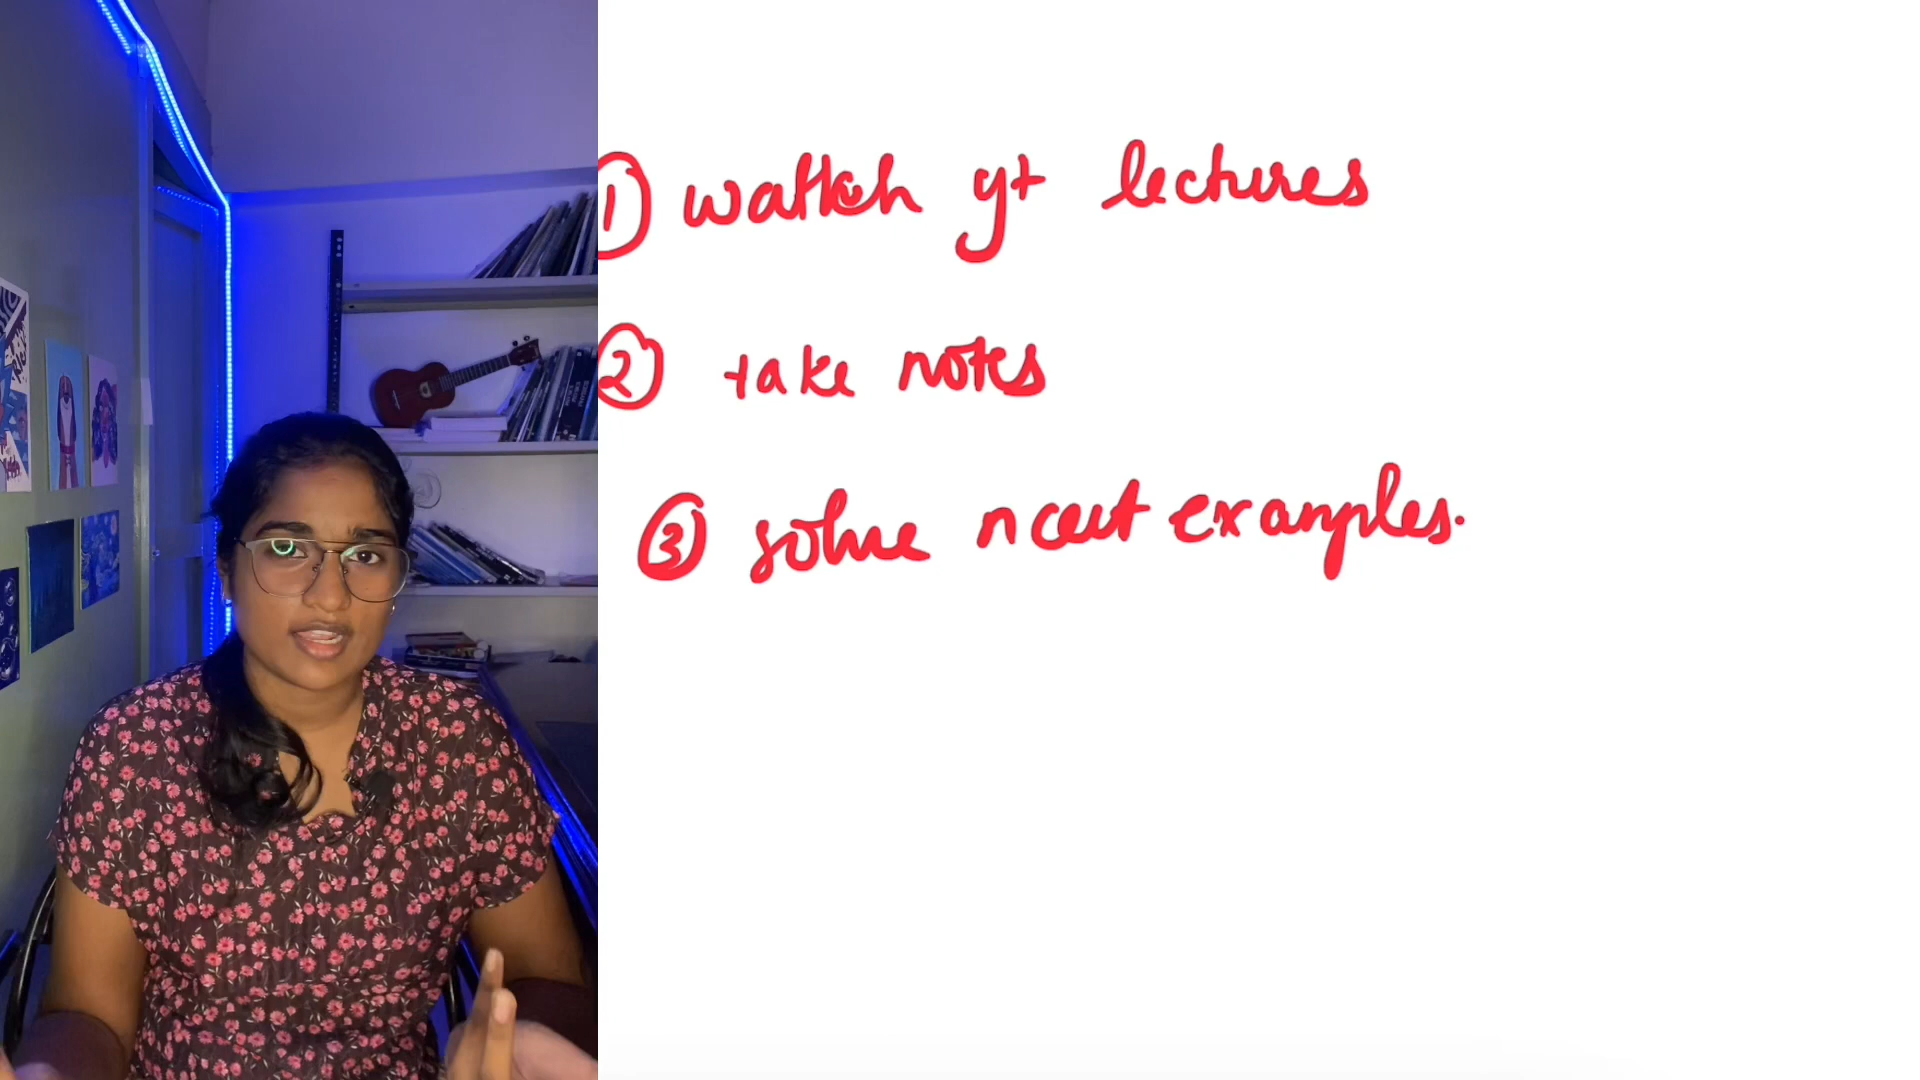 ① watch yt lectures
② take notes
③ solve ncert examples.